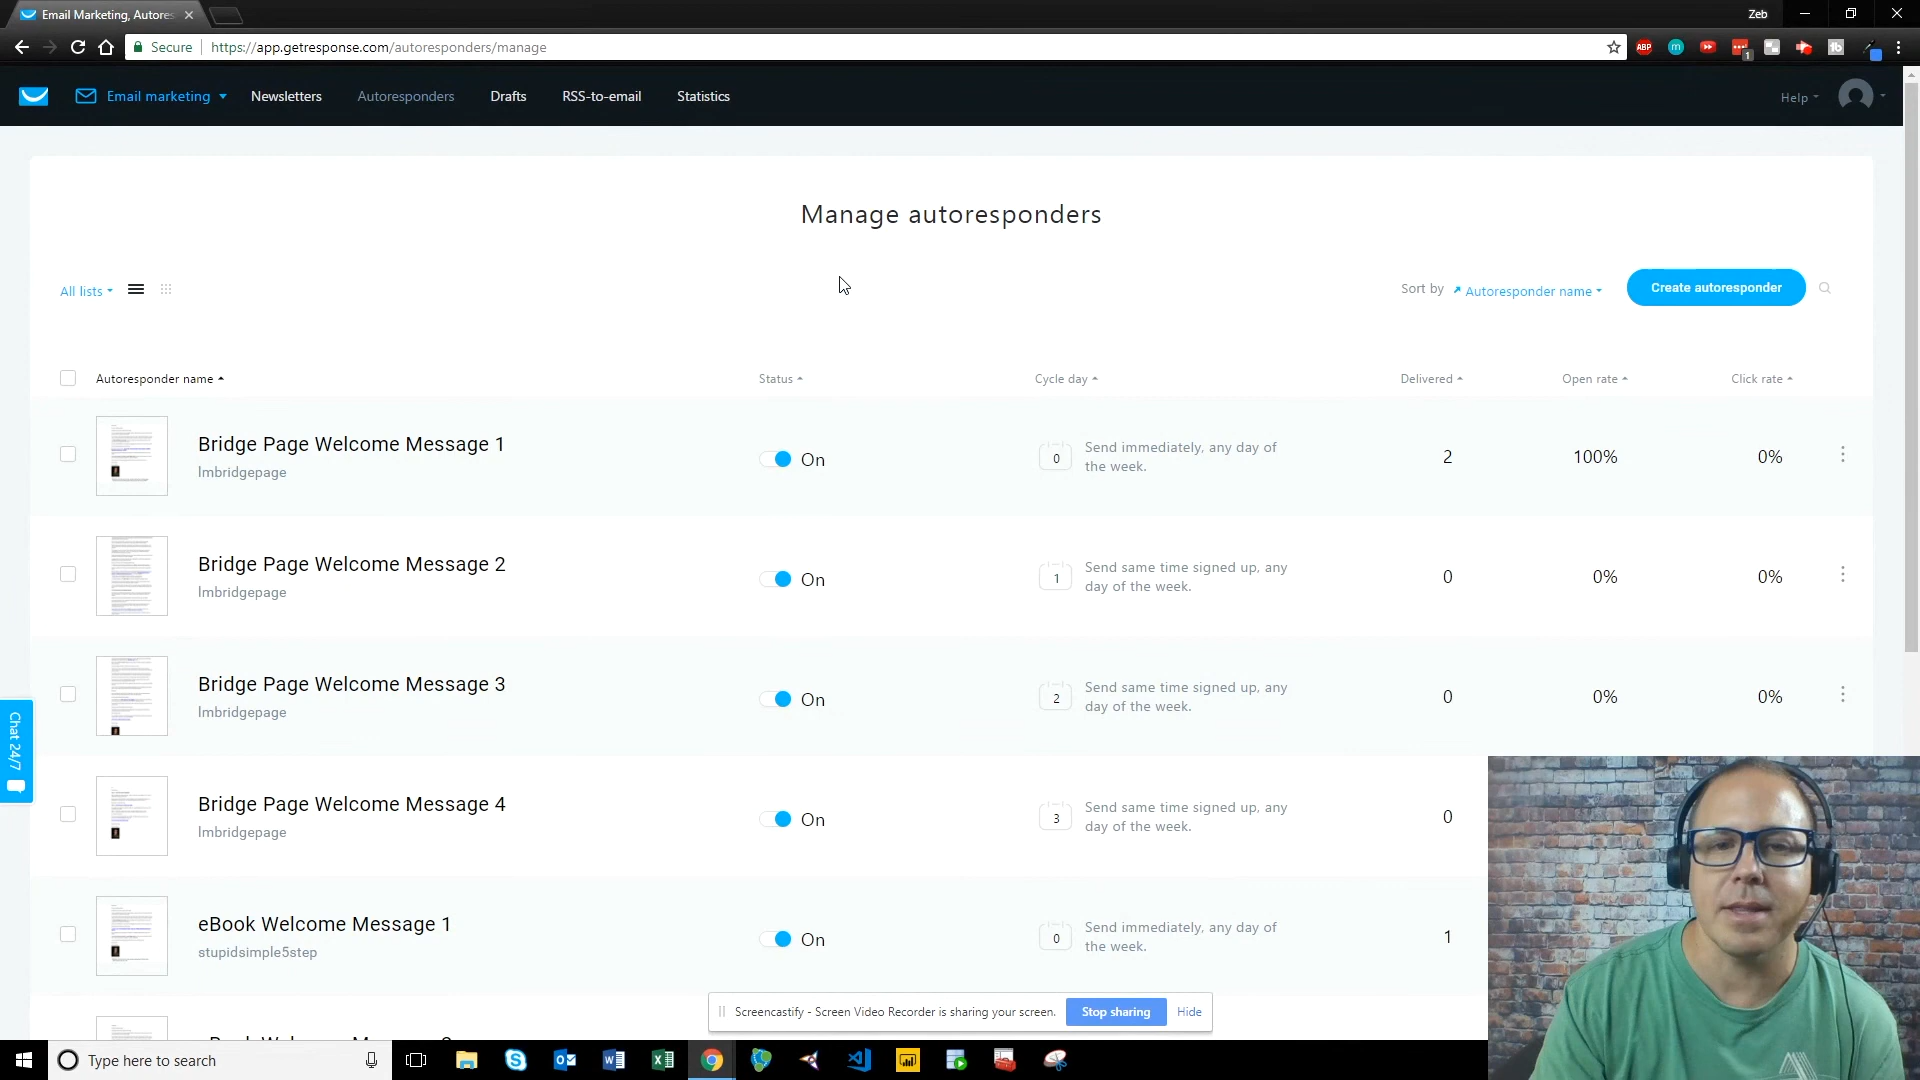 Email Marketing, Autores
Zeb
Secure
https://app.getresponse.com/autoresponders/manage
ABP
m
1
tb
Email marketing
Newsletters
Autoresponders
Drafts
RSS-to-email
Statistics
Help
Manage autoresponders
All lists
Sort by
Autoresponder name
Create autoresponder
Autoresponder name
Status
Cycle day
Delivered
Open rate
Click rate
Bridge Page Welcome Message 1
lmbridgepage
On
0
Send immediately, any day of
the week.
2
100%
0%
Bridge Page Welcome Message 2
lmbridgepage
On
1
Send same time signed up, any
day of the week.
0
0%
0%
Bridge Page Welcome Message 3
lmbridgepage
On
2
Send same time signed up, any
day of the week.
0
0%
0%
Chat 24/7
Bridge Page Welcome Message 4
lmbridgepage
On
3
Send same time signed up, any
day of the week.
0
eBook Welcome Message 1
stupidsimple5step
On
0
Send immediately, any day of
the week.
1
Screencastify - Screen Video Recorder is sharing your screen.
Stop sharing
Hide
Type here to search